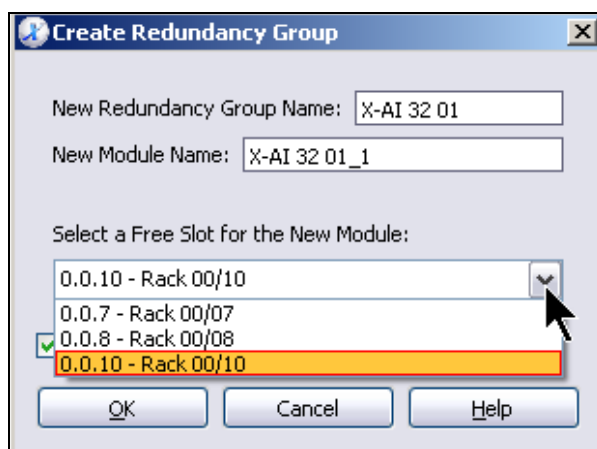 Create Redundancy Group
New Redundancy Group Name: X-AI 32 01
New Module Name: X-AI 32 01_1
Select a Free Slot for the New Module:
0.0.10 - Rack 00/10
0.0.7 - Rack 00/07
0.0.8 - Rack 00/08
0.0.10 - Rack 00/10
OK Cancel Help